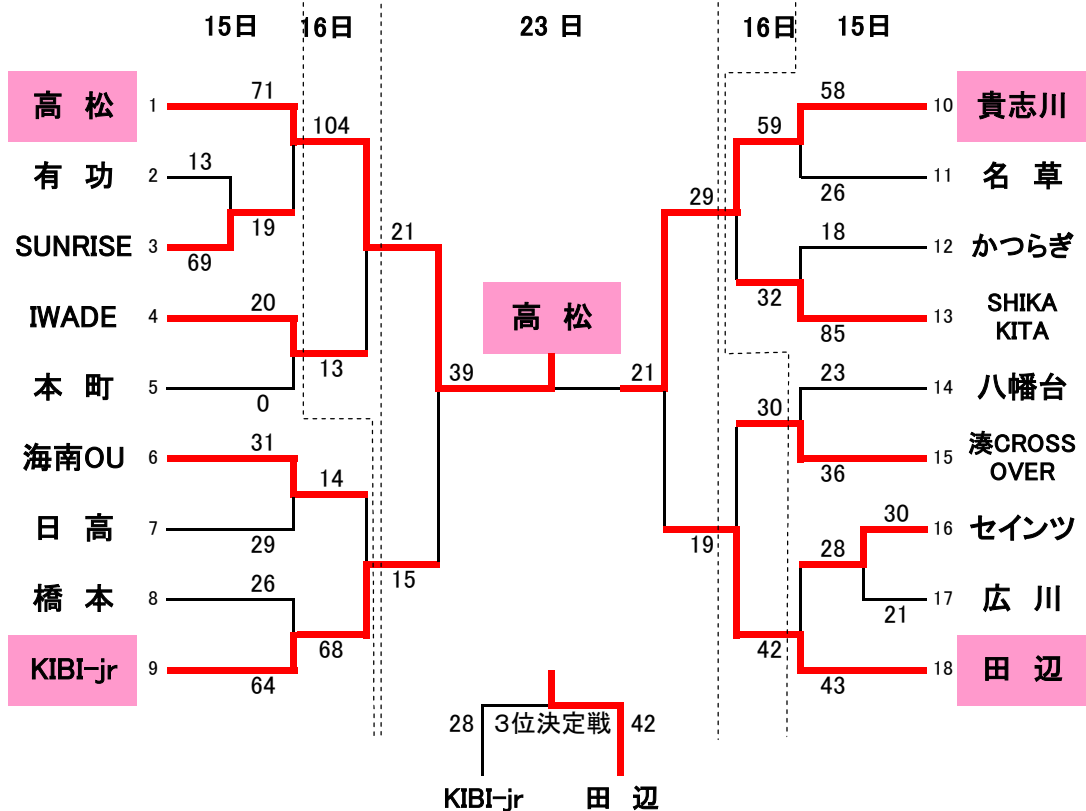 15日 16日 23 日 16日 15日
高 松 1 71
104
有 功 2 13
19
SUNRISE 3 69
21
IWADE 4 20
13
本 町 5 0
39
海南OU 6 31
14
日 高 7 29
15
橋 本 8 26
68
KIBI-jr 9 64
高 松
58 10 貴志川
59
26 11 名 草
29
18 12 かつらぎ
32
85 13 SHIKA
KITA
21
23 14 八幡台
30
36 15 湊CROSS
OVER
19
30 16 セインツ
28
21 17 広 川
42
43 18 田 辺
28 3位決定戦 42
KIBI-jr 田 辺